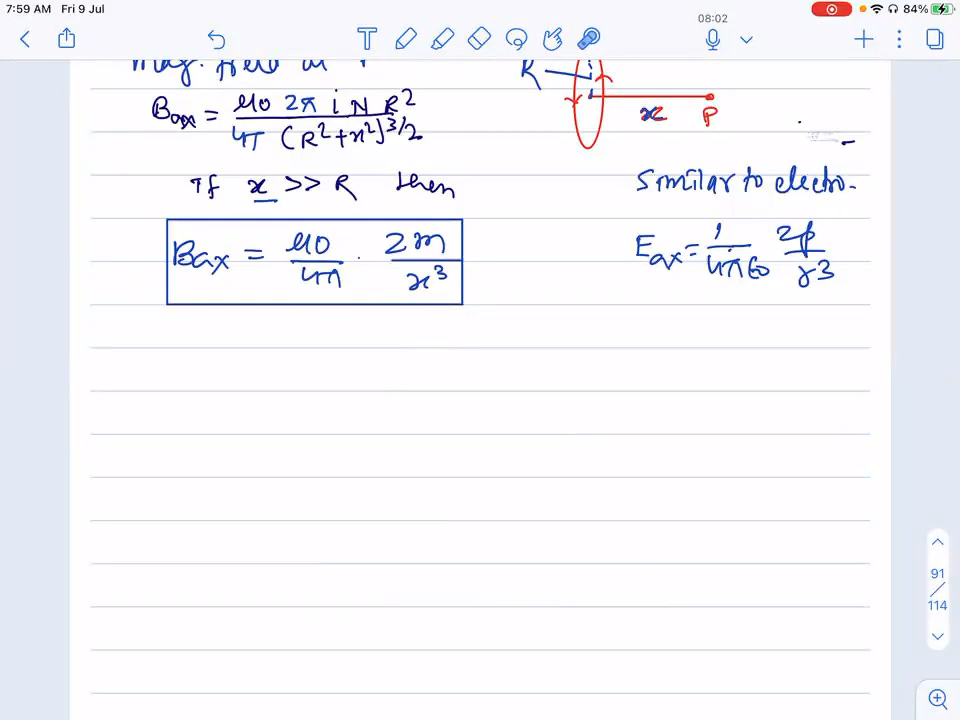 7:59 AM Fri 9 Jul
84%
08:02
T
Mag. field at P
R i
x P
Bax = μ0 2π i N R² / 4π (R²+x²)^3/2
If x >> R then
Similar to electro.
Bax = μ0/4π · 2m/x³
Eax = 1/4πε0 2p/r³
91
/
114